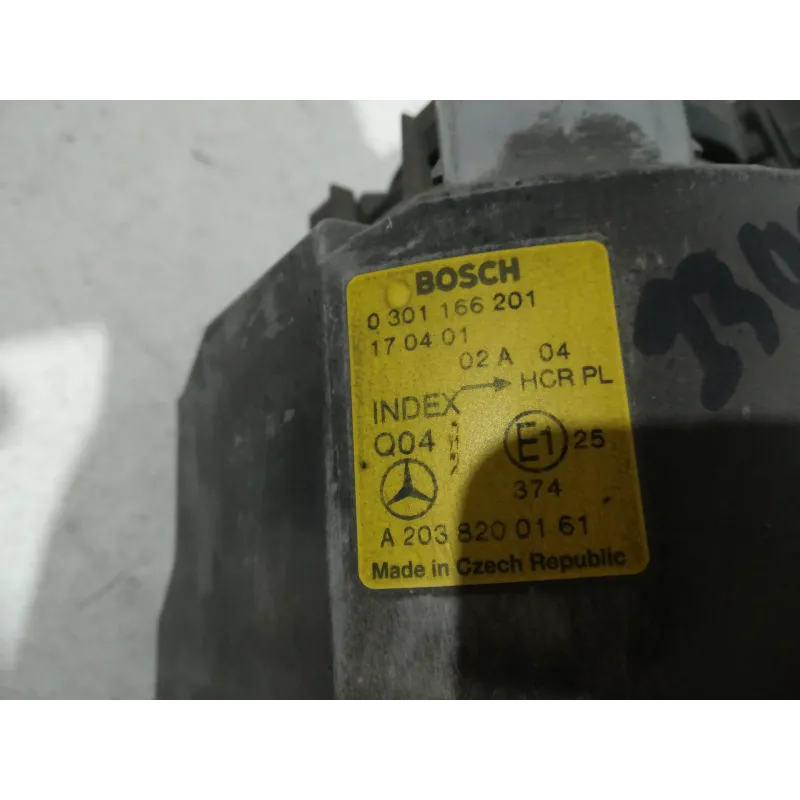 BOSCH
0 301 166 201
17 04 01
02 A 04
INDEX → HCR PL
Q04 E1 25
374
A 203 820 01 61
Made in Czech Republic